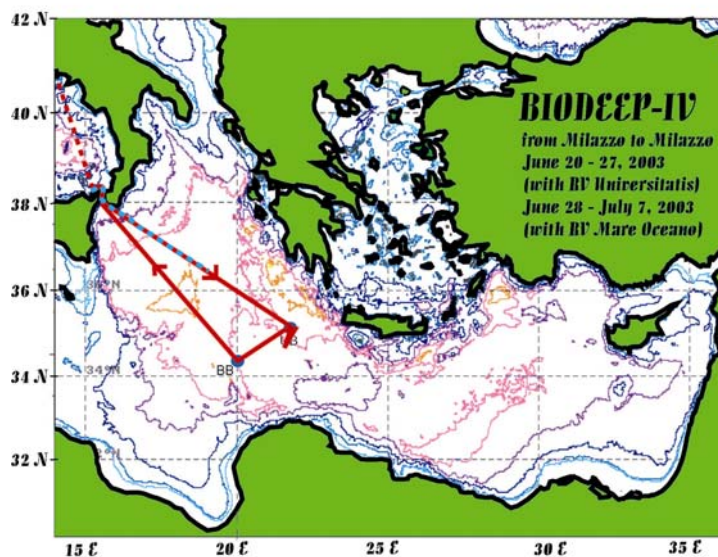 42 N
40 N
38 N
36 N
34 N
32 N
BIODEEP-IV
from Milazzo to Milazzo
June 20 - 27, 2003
(with RV Universitatis)
June 28 - July 7, 2003
(with RV Mare Oceano)
34°N
BB
15 E
20 E
25 E
30 E
35 E